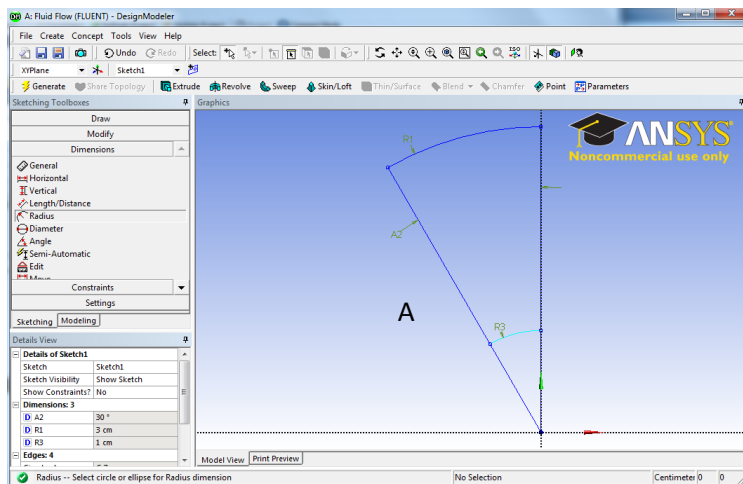 A: Fluid Flow (FLUENT) - DesignModeler
File Create Concept Tools View Help
Undo Redo Select:
XYPlane Sketch1
Generate Share Topology Extrude Revolve Sweep Skin/Loft Thin/Surface Blend Chamfer Point Parameters
Sketching Toolboxes
Draw
Modify
Dimensions
General
Horizontal
Vertical
Length/Distance
Radius
Diameter
Angle
Semi-Automatic
Edit
Move
Constraints
Settings
Sketching Modeling
Details View
Details of Sketch1
Sketch Sketch1
Sketch Visibility Show Sketch
Show Constraints? No
Dimensions: 3
D A2 30 °
D R1 3 cm
D R3 1 cm
Edges: 4
Graphics
R1
A2
R3
A
ANSYS
Noncommercial use only
Model View Print Preview
Radius -- Select circle or ellipse for Radius dimension No Selection Centimeter 0 0